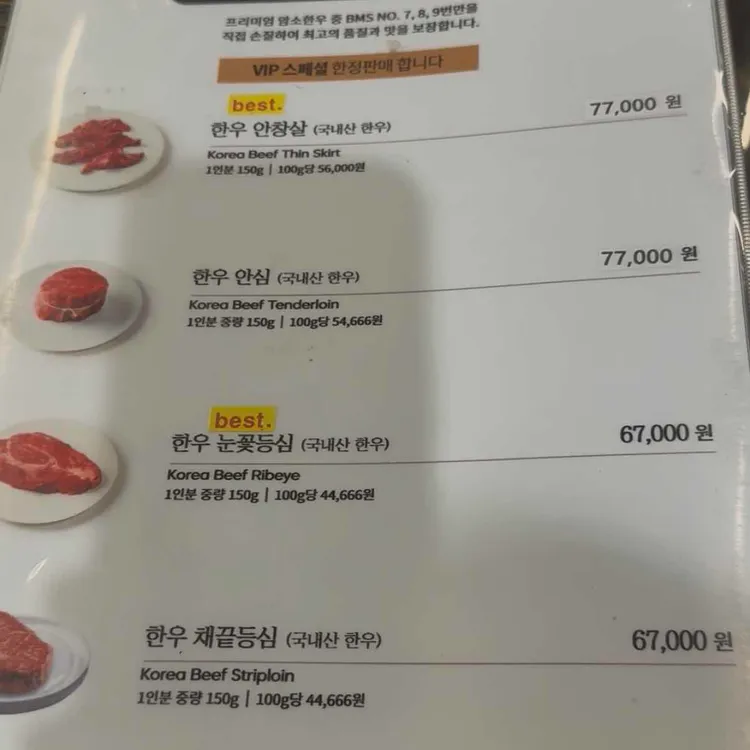 프리미엄 암소한우 중 BMS NO. 7, 8, 9번만을
직접 손질하여 최고의 품질과 맛을 보장합니다.
VIP 스페셜 한정판매 합니다
best.
한우 안창살 (국내산 한우) 77,000 원
Korea Beef Thin Skirt
1인분 150g | 100g당 56,000원
한우 안심 (국내산 한우) 77,000 원
Korea Beef Tenderloin
1인분 중량 150g | 100g당 54,666원
best.
한우 눈꽃등심 (국내산 한우) 67,000 원
Korea Beef Ribeye
1인분 중량 150g | 100g당 44,666원
한우 채끝등심 (국내산 한우) 67,000 원
Korea Beef Striploin
1인분 중량 150g | 100g당 44,666원